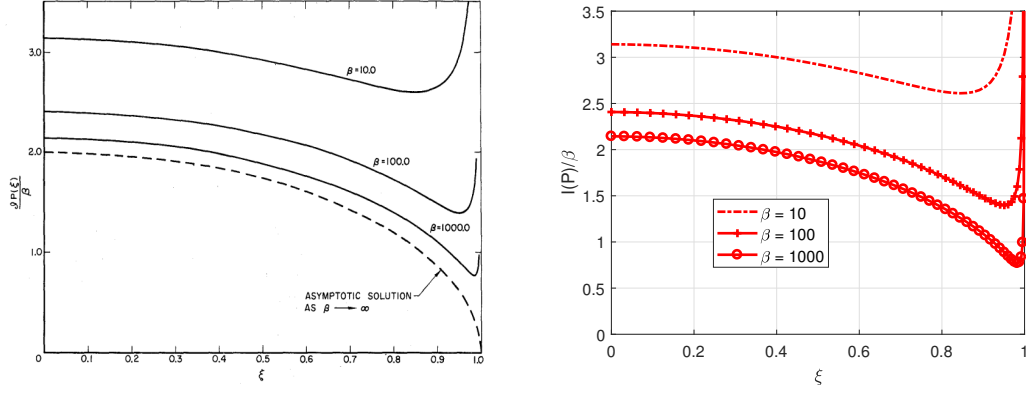 3.0
2.0
1.0
𝒥P(ξ)
β
β=10.0
β=100.0
β=1000.0
ASYMPTOTIC SOLUTION
AS β → ∞
0 0.1 0.2 0.3 0.4 0.5 0.6 0.7 0.8 0.9 1.0
ξ
3.5
3
2.5
2
1.5
1
0.5
0
I(P)/β
β = 10
β = 100
β = 1000
0 0.2 0.4 0.6 0.8 1
ξ